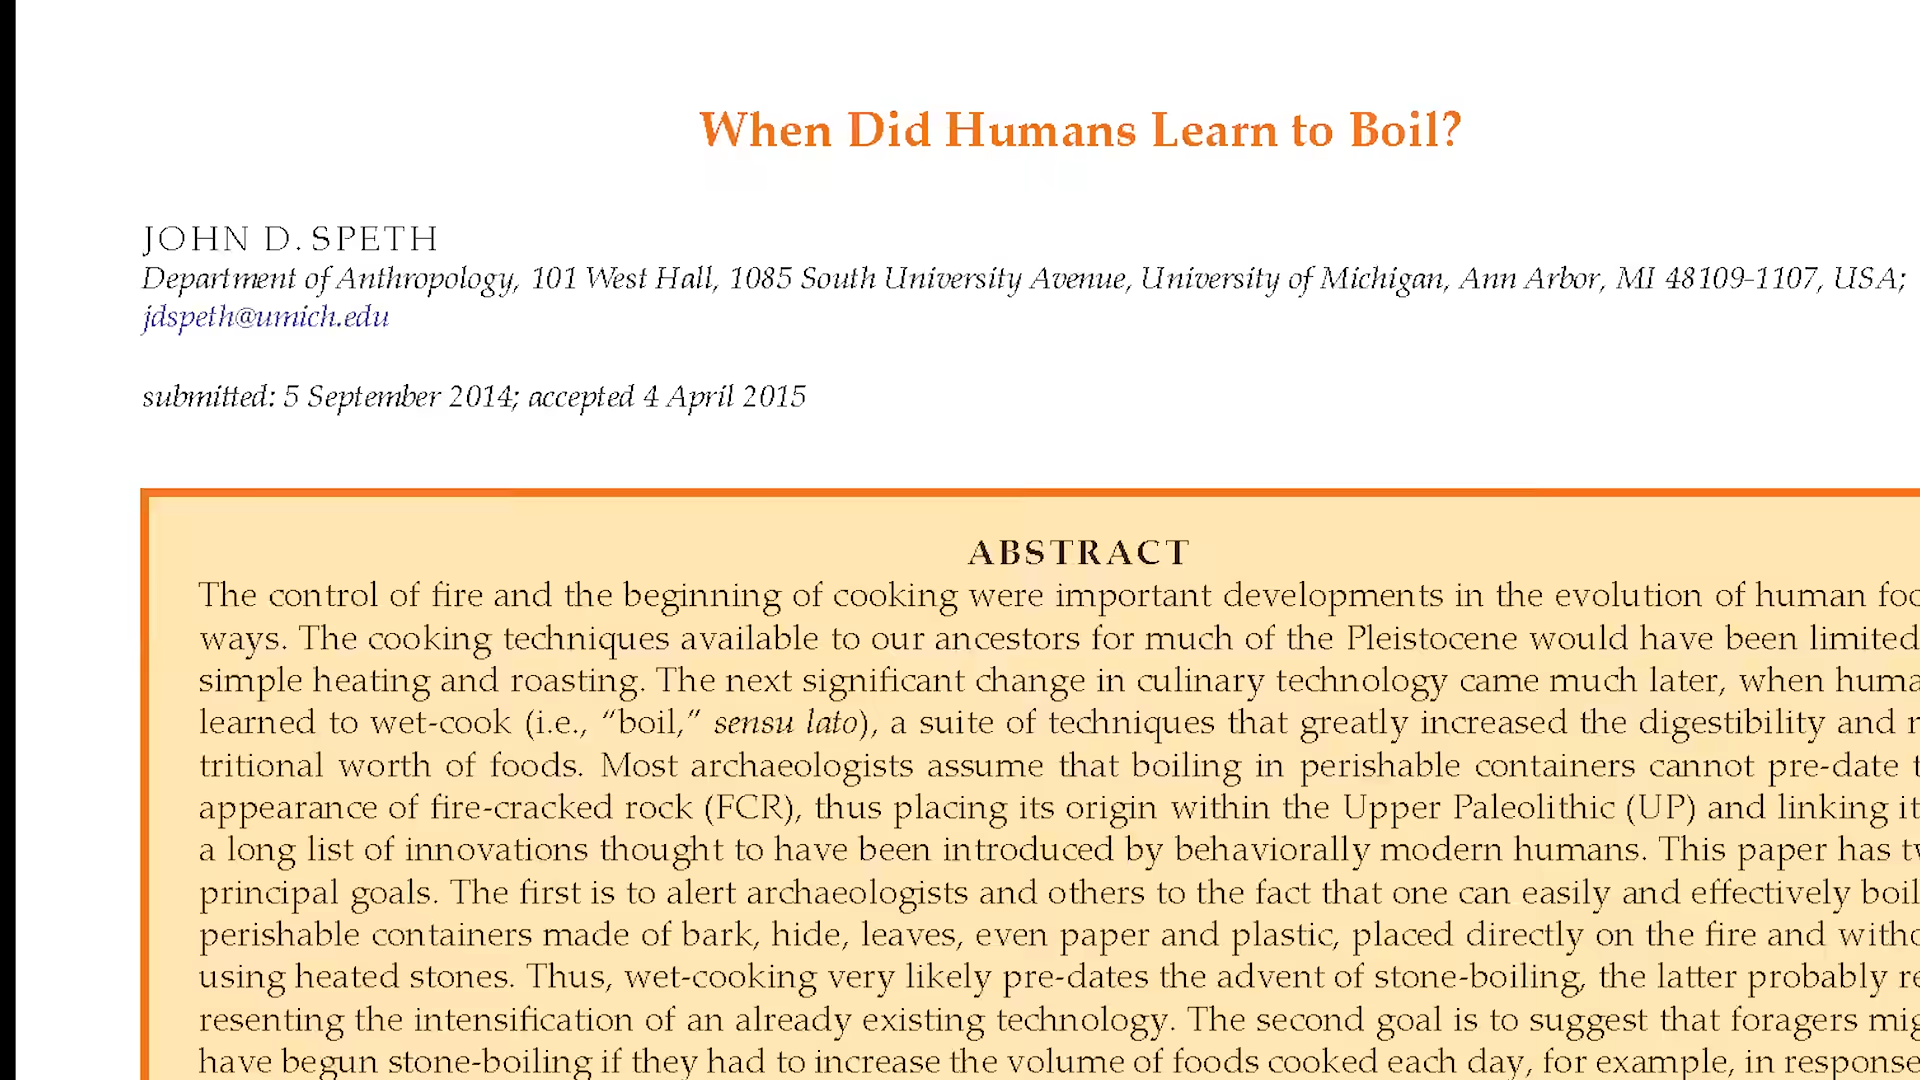 When Did Humans Learn to Boil?
JOHN D. SPETH
Department of Anthropology, 101 West Hall, 1085 South University Avenue, University of Michigan, Ann Arbor, MI 48109-1107, USA;
jdspeth@umich.edu
submitted: 5 September 2014; accepted 4 April 2015
ABSTRACT
The control of fire and the beginning of cooking were important developments in the evolution of human
ways. The cooking techniques available to our ancestors for much of the Pleistocene would have been limited
simple heating and roasting. The next significant change in culinary technology came much later, when
learned to wet-cook (i.e., “boil,” sensu lato), a suite of techniques that greatly increased the digestibility and
tritional worth of foods. Most archaeologists assume that boiling in perishable containers cannot pre-date
appearance of fire-cracked rock (FCR), thus placing its origin within the Upper Paleolithic (UP) and linking it
a long list of innovations thought to have been introduced by behaviorally modern humans. This paper has
principal goals. The first is to alert archaeologists and others to the fact that one can easily and effectively boil
perishable containers made of bark, hide, leaves, even paper and plastic, placed directly on the fire and
using heated stones. Thus, wet-cooking very likely pre-dates the advent of stone-boiling, the latter probably
resenting the intensification of an already existing technology. The second goal is to suggest that foragers
have begun stone-boiling if they had to increase the volume of foods cooked each day, for example, in response